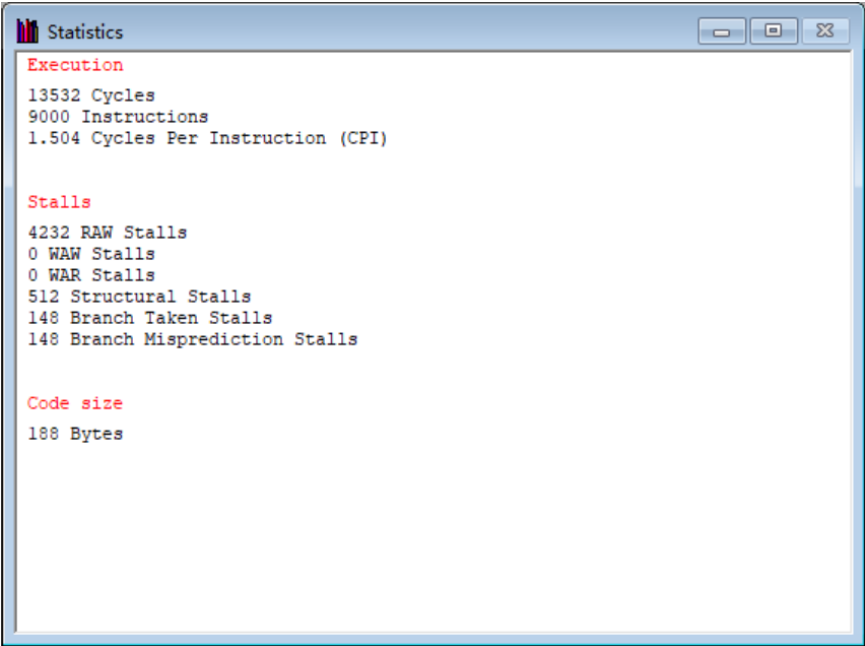 Statistics
Execution
13532 Cycles
9000 Instructions
1.504 Cycles Per Instruction (CPI)
Stalls
4232 RAW Stalls
0 WAW Stalls
0 WAR Stalls
512 Structural Stalls
148 Branch Taken Stalls
148 Branch Misprediction Stalls
Code size
188 Bytes